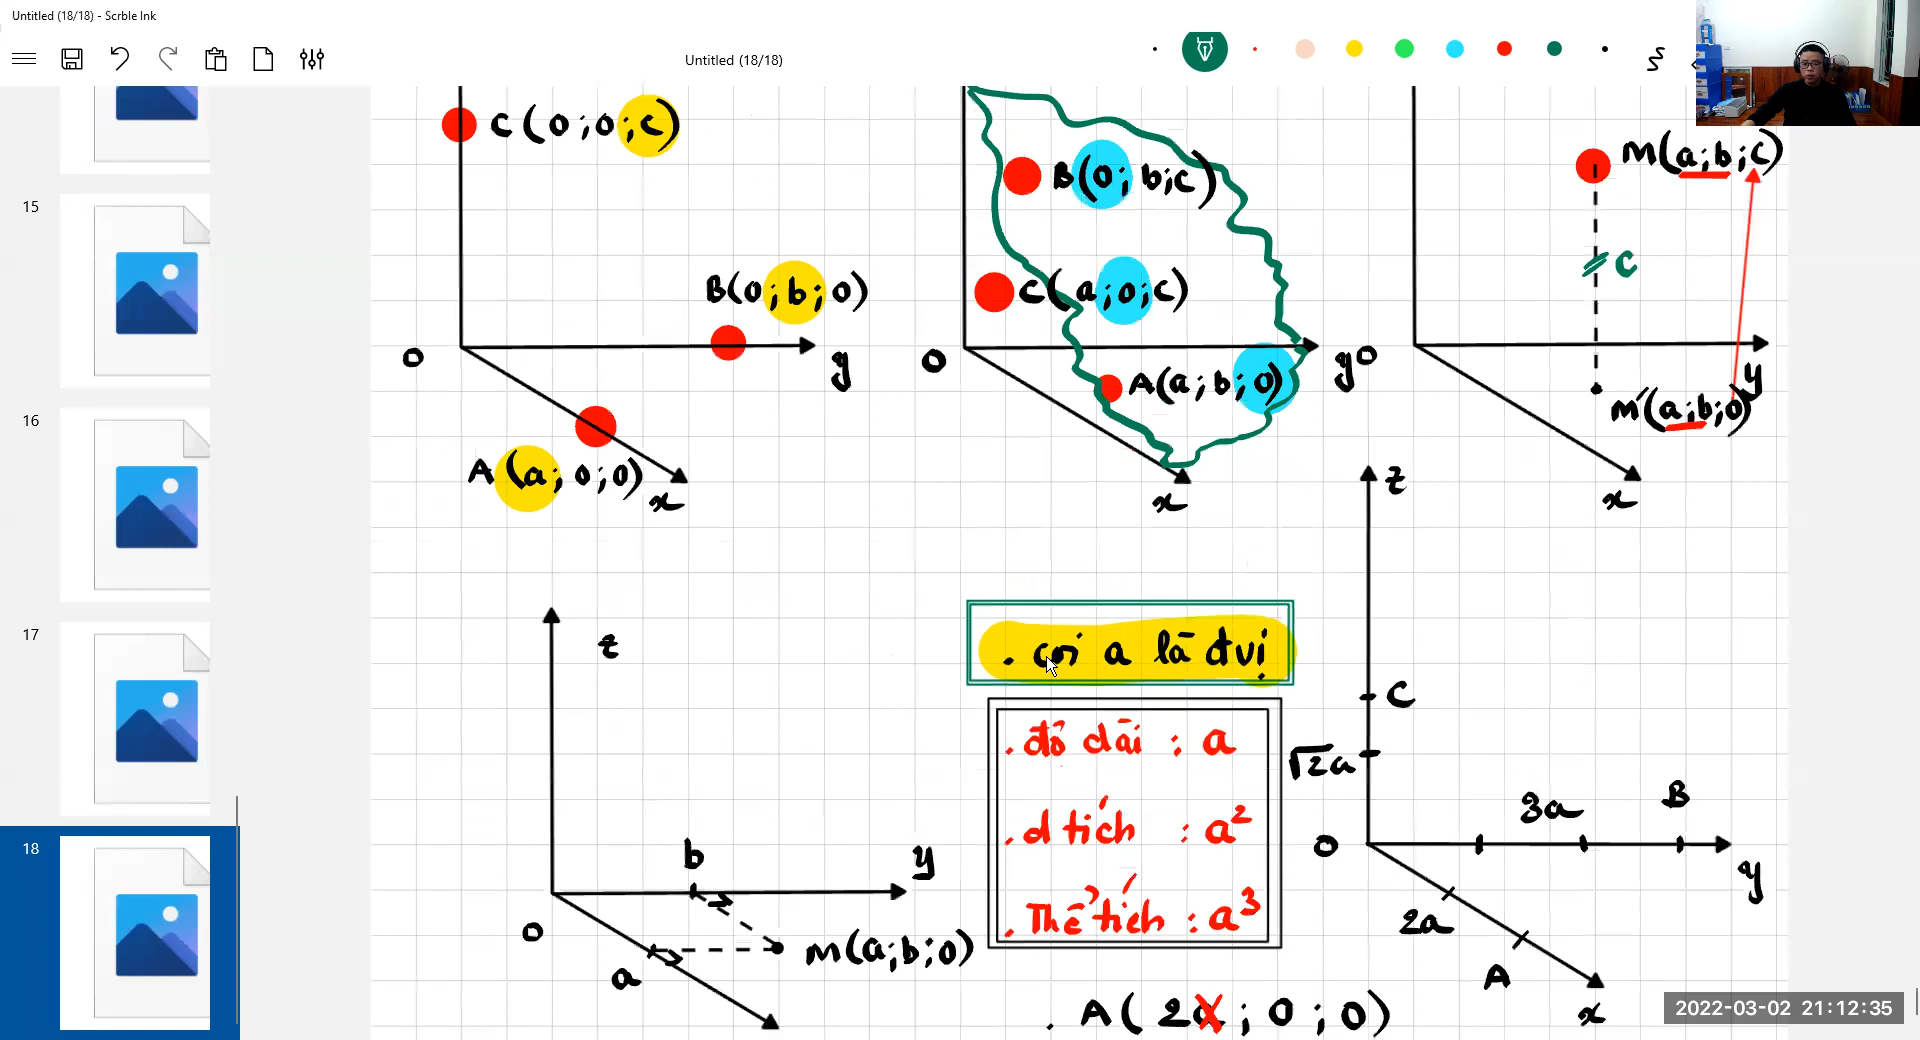 Untitled (18/18) - Scrble Ink
Untitled (18/18)
15
16
17
18
C(0;0;c)
B(0;b;0)
O
y
A(a;0;0)
x
B(0;b;c)
C(a;0;c)
A(a;b;0)
O
y
x
M(a;b;c)
c
O
y
M'(a;b;0)
x
z
b
y
O
a
M(a;b;0)
. coi a là đvị
. độ dài : a
. d tích : a²
. Thể tích : a³
z
C
√2a
O
3a
B
y
2a
A
x
. A(2a;0;0)
2022-03-02 21:12:35